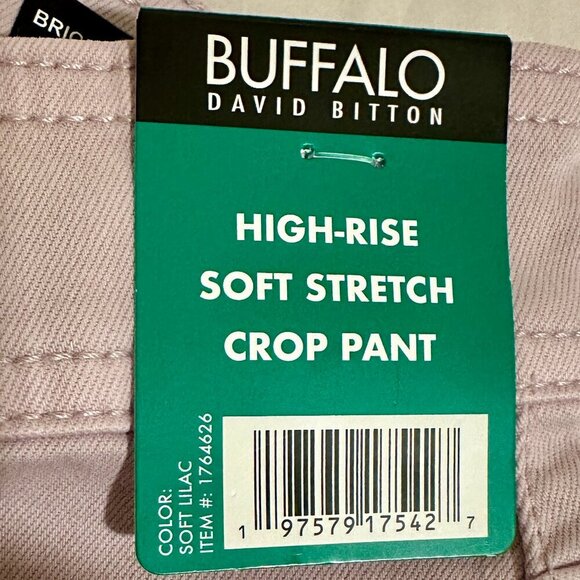 BUFFALO
DAVID BITTON
HIGH-RISE
SOFT STRETCH
CROP PANT
COLOR:
SOFT LILAC
ITEM #: 1764626
1 97579 17542 7